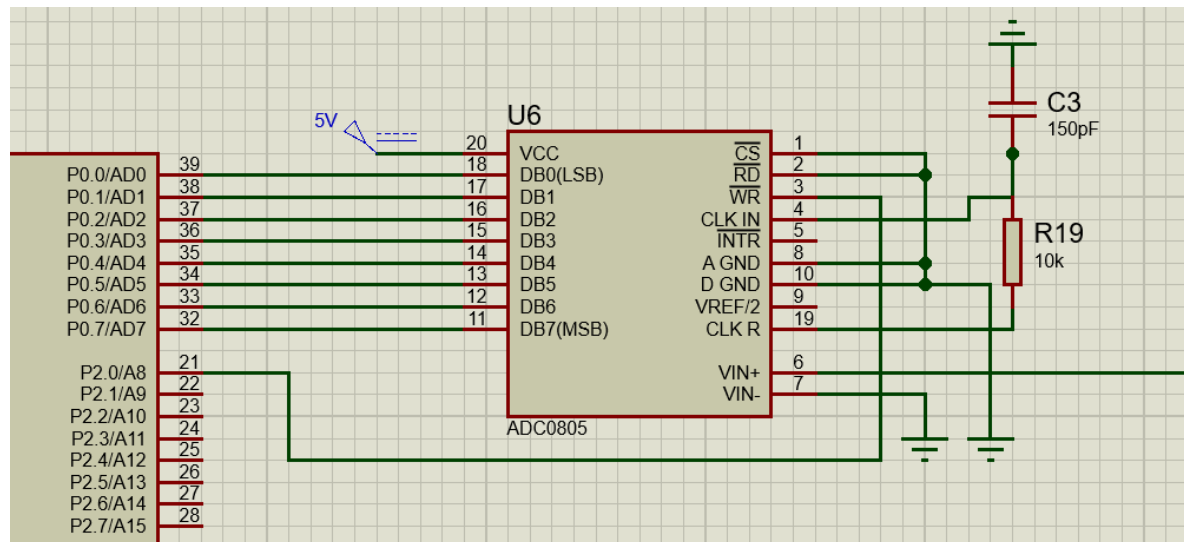 U6
5V
20
VCC
18
DB0(LSB)
17
DB1
16
DB2
15
DB3
14
DB4
13
DB5
12
DB6
11
DB7(MSB)
CS
1
RD
2
WR
3
CLK IN
4
INTR
5
A GND
8
D GND
10
VREF/2
9
CLK R
19
VIN+
6
VIN-
7
ADC0805
P0.0/AD0
39
P0.1/AD1
38
P0.2/AD2
37
P0.3/AD3
36
P0.4/AD4
35
P0.5/AD5
34
P0.6/AD6
33
P0.7/AD7
32
P2.0/A8
21
P2.1/A9
22
P2.2/A10
23
P2.3/A11
24
P2.4/A12
25
P2.5/A13
26
P2.6/A14
27
P2.7/A15
28
C3
150pF
R19
10k